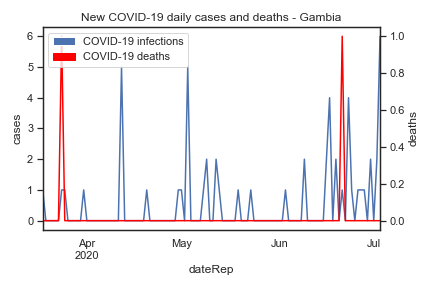 New COVID-19 daily cases and deaths - Gambia
COVID-19 infections
COVID-19 deaths
cases
6
5
4
3
2
1
0
deaths
1.0
0.8
0.6
0.4
0.2
0.0
Apr
2020
May
Jun
Jul
dateRep